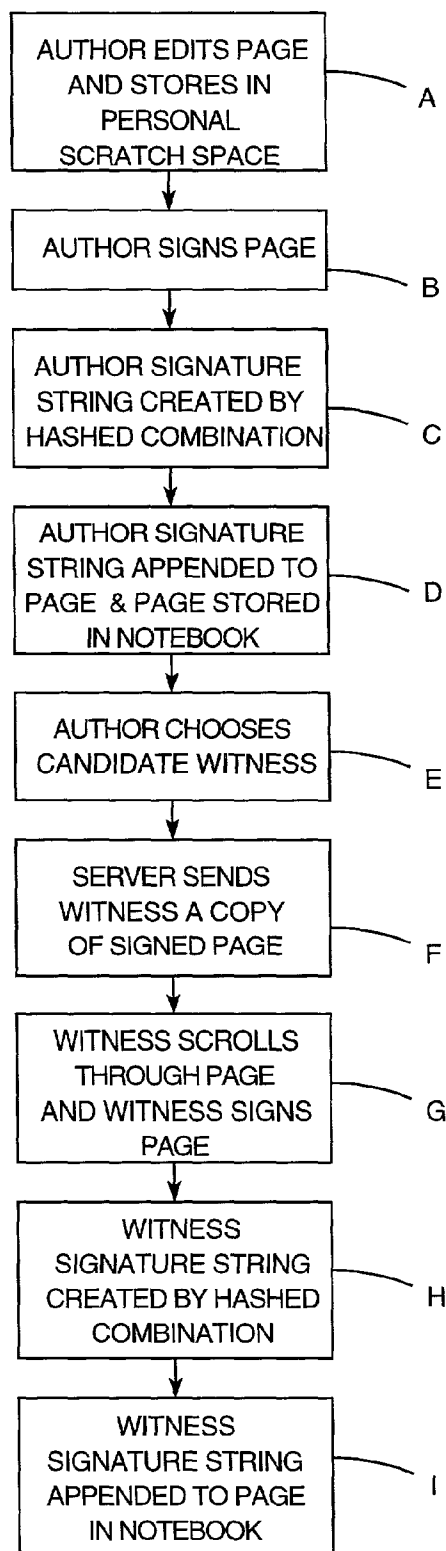 AUTHOR EDITS PAGE
AND STORES IN
PERSONAL
SCRATCH SPACE
A
AUTHOR SIGNS PAGE
B
AUTHOR SIGNATURE
STRING CREATED BY
HASHED COMBINATION
C
AUTHOR SIGNATURE
STRING APPENDED TO
PAGE & PAGE STORED
IN NOTEBOOK
D
AUTHOR CHOOSES
CANDIDATE WITNESS
E
SERVER SENDS
WITNESS A COPY
OF SIGNED PAGE
F
WITNESS SCROLLS
THROUGH PAGE
AND WITNESS SIGNS
PAGE
G
WITNESS
SIGNATURE STRING
CREATED BY HASHED
COMBINATION
H
WITNESS
SIGNATURE STRING
APPENDED TO PAGE
IN NOTEBOOK
I